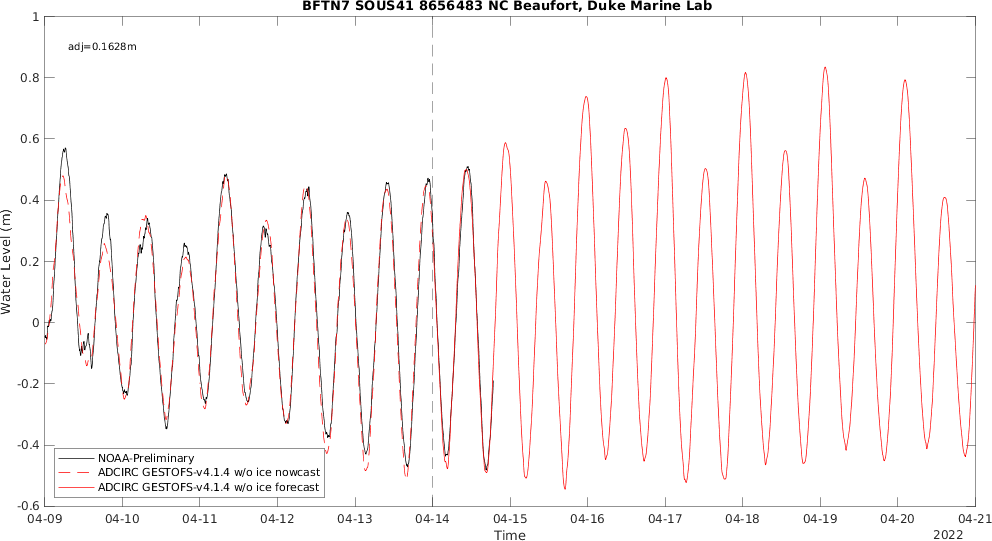 BFTN7 SOUS41 8656483 NC Beaufort, Duke Marine Lab
adj=0.1628m
1
0.8
0.6
0.4
0.2
0
-0.2
-0.4
-0.6
Water Level (m)
NOAA-Preliminary
ADCIRC GESTOFS-v4.1.4 w/o ice nowcast
ADCIRC GESTOFS-v4.1.4 w/o ice forecast
04-09 04-10 04-11 04-12 04-13 04-14 04-15 04-16 04-17 04-18 04-19 04-20 04-21
Time
2022